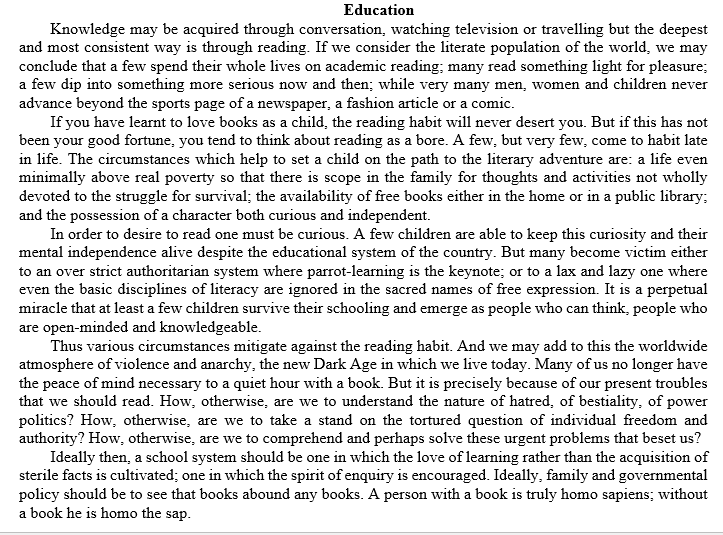 Education
Knowledge may be acquired through conversation, watching television or travelling but the deepest
and most consistent way is through reading. If we consider the literate population of the world, we may
conclude that a few spend their whole lives on academic reading; many read something light for pleasure;
a few dip into something more serious now and then; while very many men, women and children never
advance beyond the sports page of a newspaper, a fashion article or a comic.
If you have learnt to love books as a child, the reading habit will never desert you. But if this has not
been your good fortune, you tend to think about reading as a bore. A few, but very few, come to habit late
in life. The circumstances which help to set a child on the path to the literary adventure are: a life even
minimally above real poverty so that there is scope in the family for thoughts and activities not wholly
devoted to the struggle for survival; the availability of free books either in the home or in a public library;
and the possession of a character both curious and independent.
In order to desire to read one must be curious. A few children are able to keep this curiosity and their
mental independence alive despite the educational system of the country. But many become victim either
to an over strict authoritarian system where parrot-learning is the keynote; or to a lax and lazy one where
even the basic disciplines of literacy are ignored in the sacred names of free expression. It is a perpetual
miracle that at least a few children survive their schooling and emerge as people who can think, people who
are open-minded and knowledgeable.
Thus various circumstances mitigate against the reading habit. And we may add to this the worldwide
atmosphere of violence and anarchy, the new Dark Age in which we live today. Many of us no longer have
the peace of mind necessary to a quiet hour with a book. But it is precisely because of our present troubles
that we should read. How, otherwise, are we to understand the nature of hatred, of bestiality, of power
politics? How, otherwise, are we to take a stand on the tortured question of individual freedom and
authority? How, otherwise, are we to comprehend and perhaps solve these urgent problems that beset us?
Ideally then, a school system should be one in which the love of learning rather than the acquisition of
sterile facts is cultivated; one in which the spirit of enquiry is encouraged. Ideally, family and governmental
policy should be to see that books abound any books. A person with a book is truly homo sapiens; without
a book he is homo the sap.